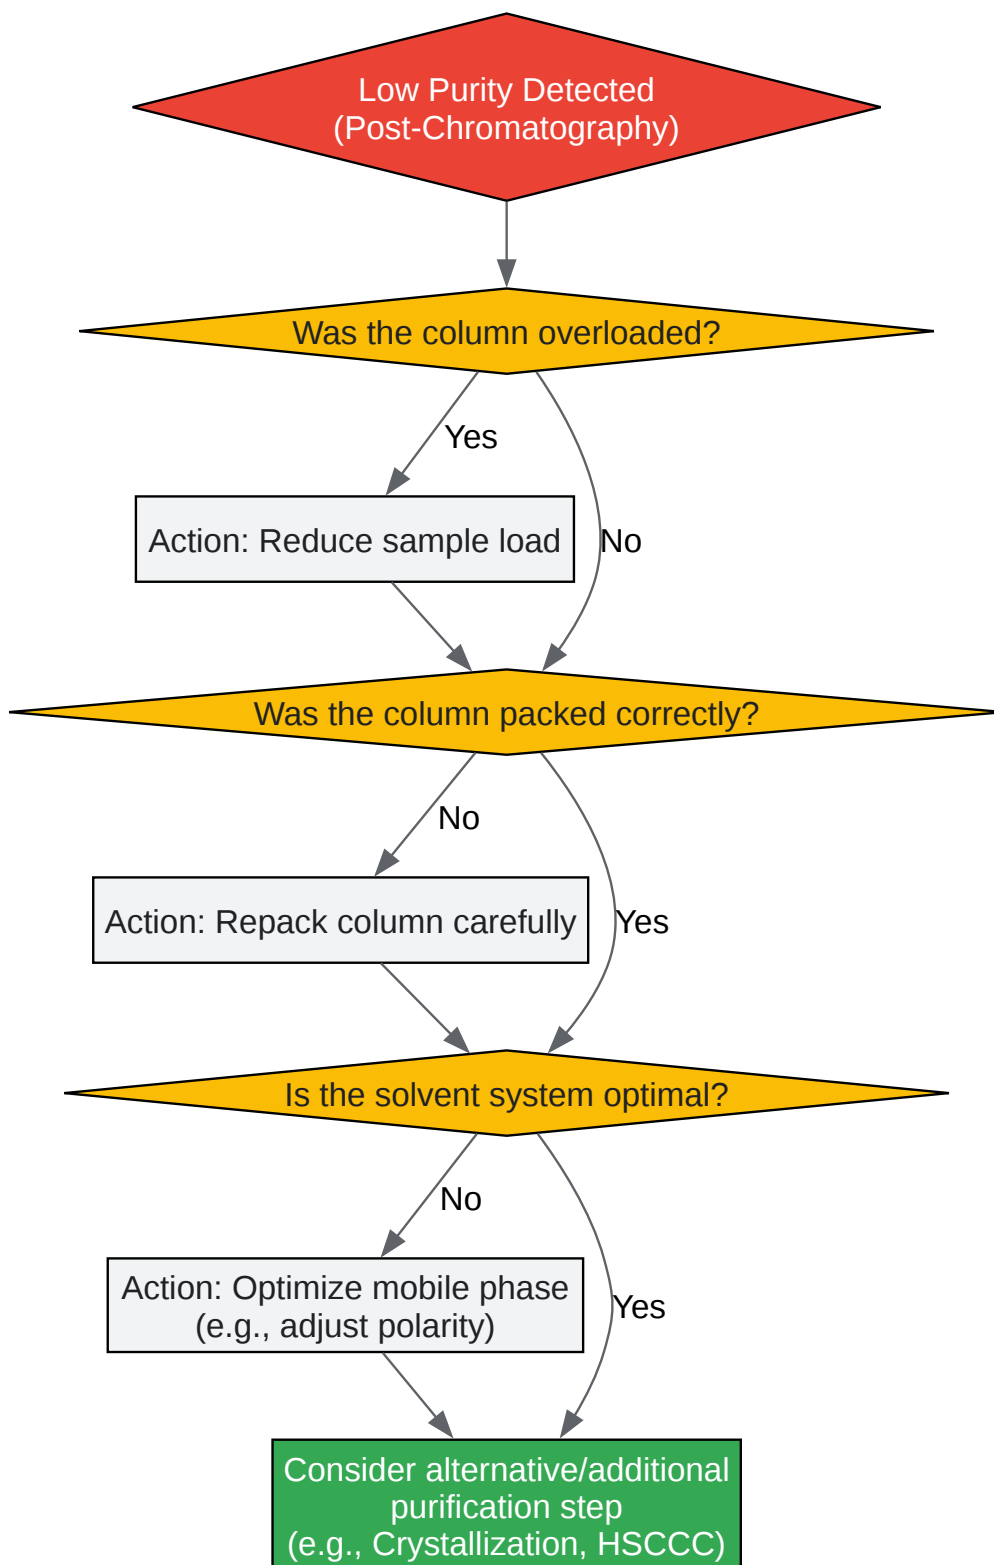 Low Purity Detected
(Post-Chromatography)
Was the column overloaded?
Yes
Action: Reduce sample load
No
Was the column packed correctly?
No
Action: Repack column carefully
Yes
Is the solvent system optimal?
No
Action: Optimize mobile phase
(e.g., adjust polarity)
Yes
Consider alternative/additional
purification step
(e.g., Crystallization, HSCCC)